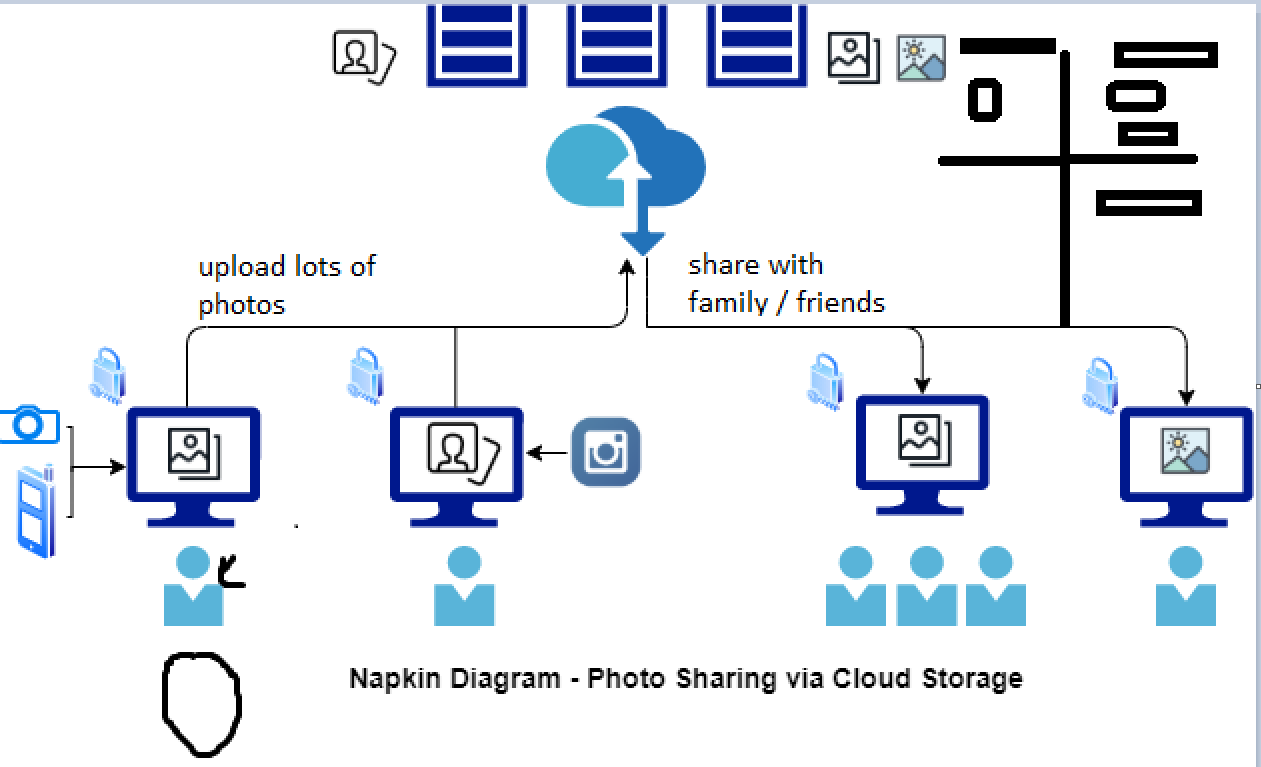 upload lots of
photos
share with
family / friends
Napkin Diagram - Photo Sharing via Cloud Storage